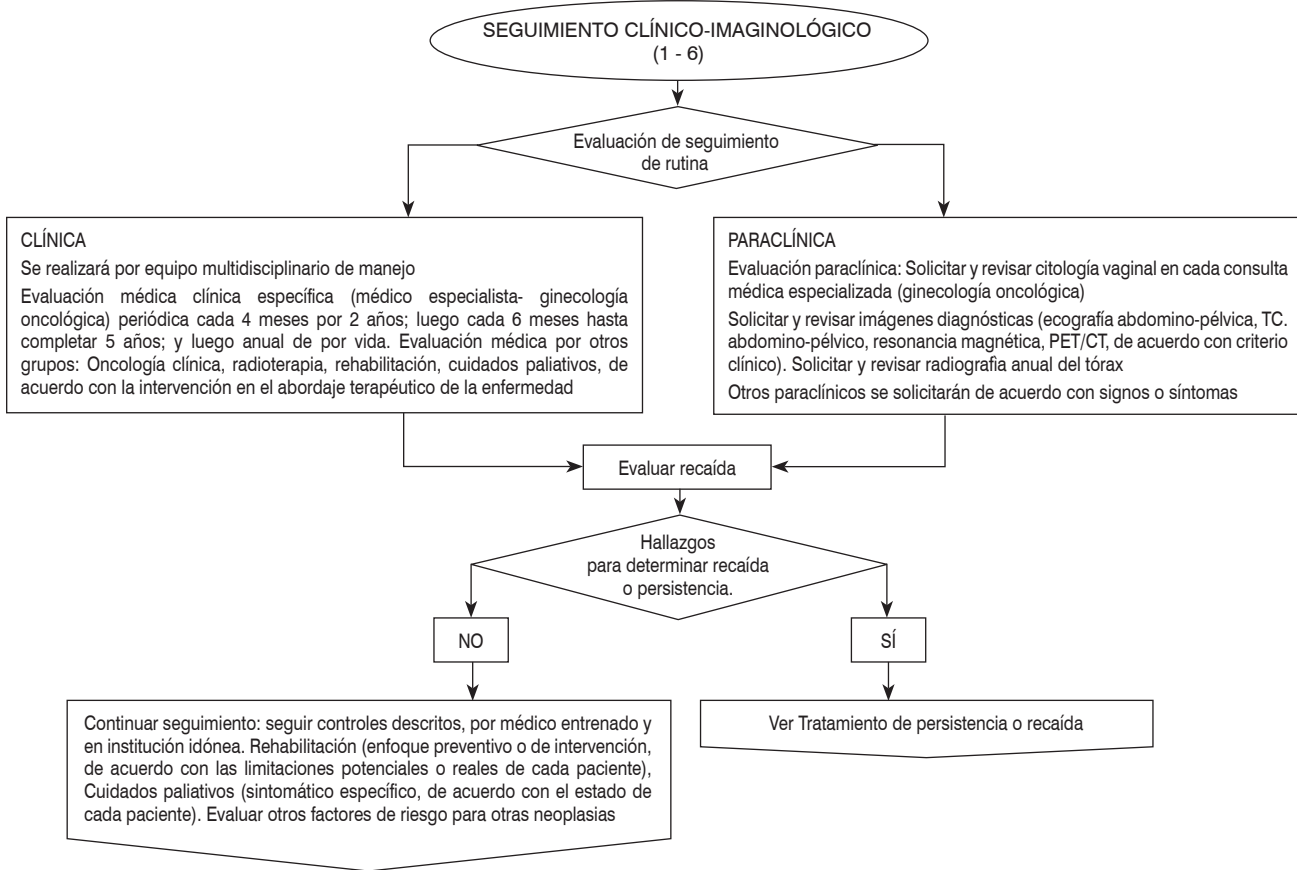 SEGUIMIENTO CLÍNICO-IMAGINOLÓGICO
(1 - 6)
Evaluación de seguimiento
de rutina
CLÍNICA
Se realizará por equipo multidisciplinario de manejo
Evaluación médica clínica específica (médico especialista- ginecología
oncológica) periódica cada 4 meses por 2 años; luego cada 6 meses hasta
completar 5 años; y luego anual de por vida. Evaluación médica por otros
grupos: Oncología clínica, radioterapia, rehabilitación, cuidados paliativos, de
acuerdo con la intervención en el abordaje terapéutico de la enfermedad
PARACLÍNICA
Evaluación paraclínica: Solicitar y revisar citología vaginal en cada consulta
médica especializada (ginecología oncológica)
Solicitar y revisar imágenes diagnósticas (ecografía abdomino-pélvica, TC.
abdomino-pélvico, resonancia magnética, PET/CT, de acuerdo con criterio
clínico). Solicitar y revisar radiografia anual del tórax
Otros paraclínicos se solicitarán de acuerdo con signos o síntomas
Evaluar recaída
Hallazgos
para determinar recaída
o persistencia.
NO
SÍ
Continuar seguimiento: seguir controles descritos, por médico entrenado y
en institución idónea. Rehabilitación (enfoque preventivo o de intervención,
de acuerdo con las limitaciones potenciales o reales de cada paciente),
Cuidados paliativos (sintomático específico, de acuerdo con el estado de
cada paciente). Evaluar otros factores de riesgo para otras neoplasias
Ver Tratamiento de persistencia o recaída